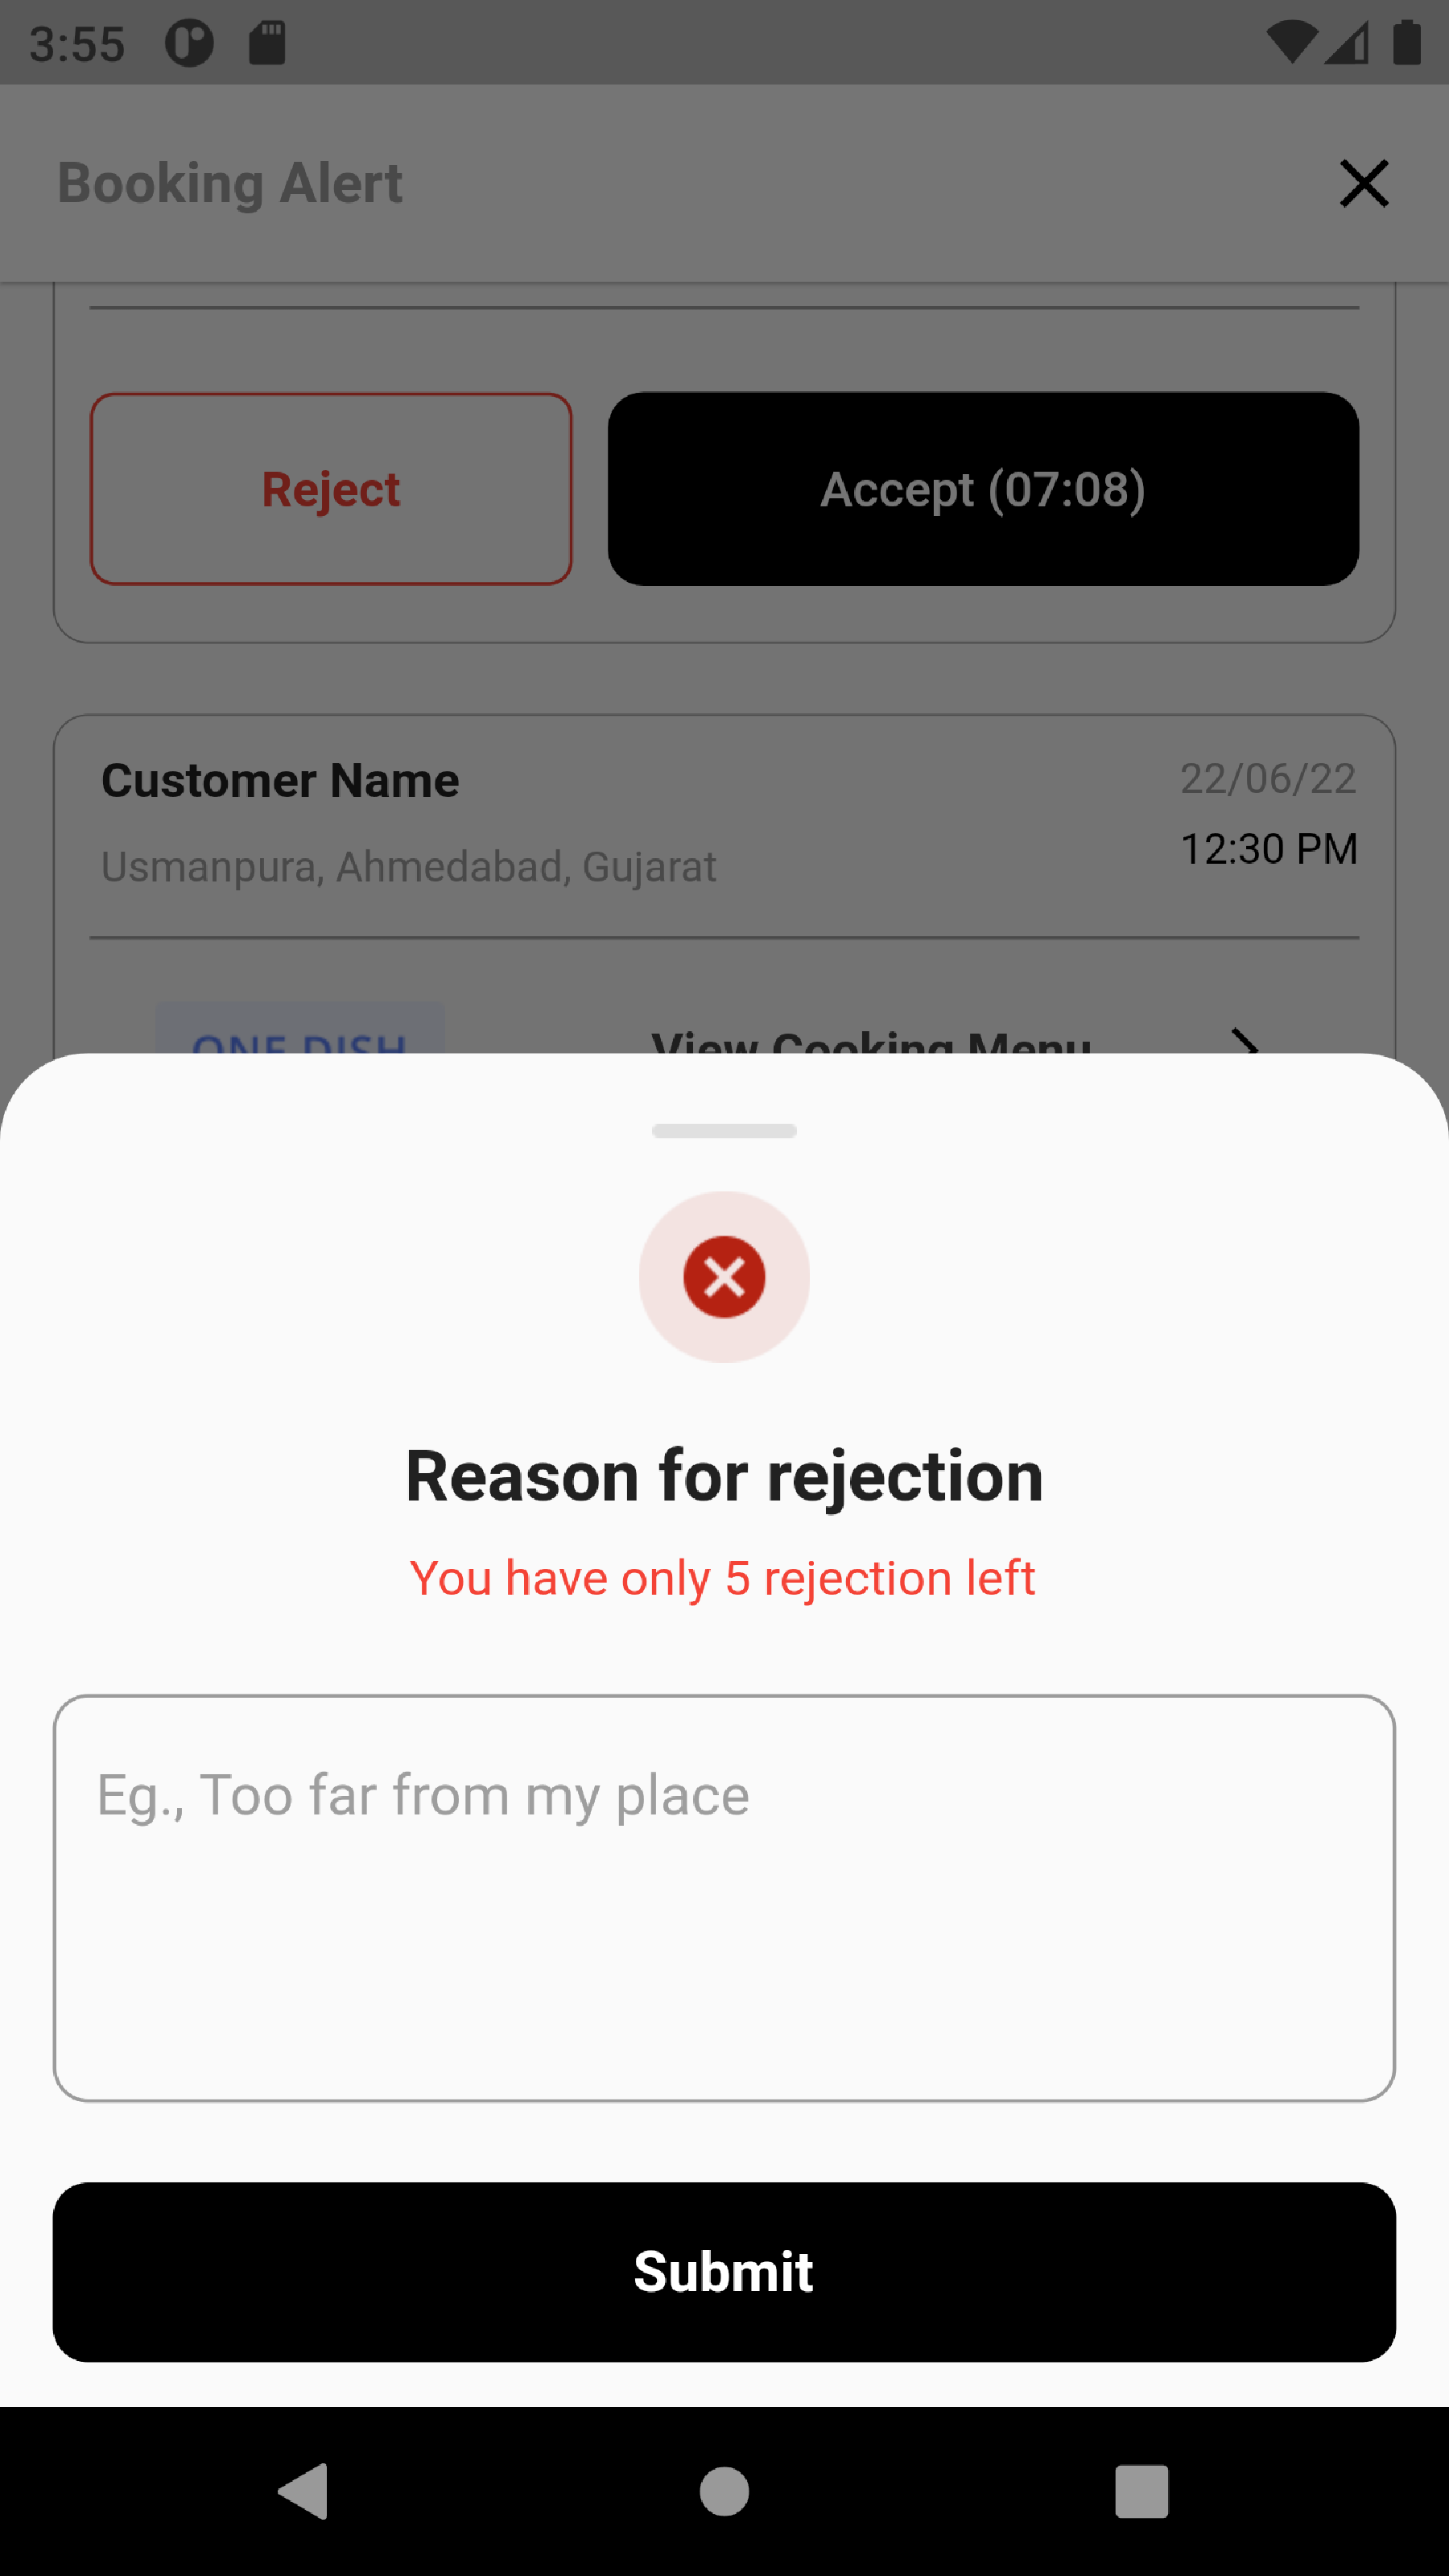 3:55
Booking Alert
Reject
Accept (07:08)
Customer Name
22/06/22
Usmanpura, Ahmedabad, Gujarat
12:30 PM
ONE DISH
View Cooking Menu
Reason for rejection
You have only 5 rejection left
Eg., Too far from my place
Submit